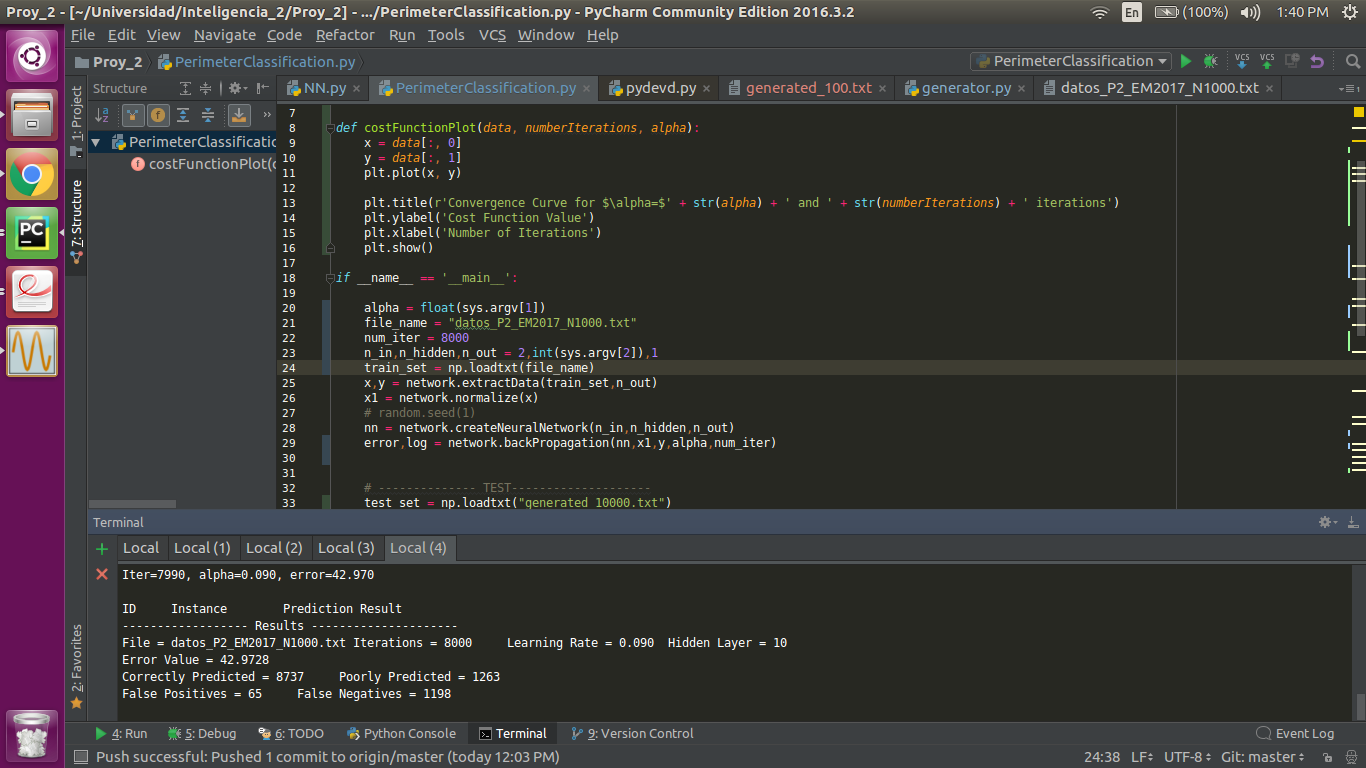 Proy_2 - [~/Universidad/Inteligencia_2/Proy_2] - .../PerimeterClassification.py - PyCharm Community Edition 2016.3.2
En (100%) 1:40 PM
File Edit View Navigate Code Refactor Run Tools VCS Window Help
Proy_2 PerimeterClassification.py PerimeterClassification VCS VCS
1: Project
7: Structure
2: Favorites
Structure
PerimeterClassificatio
f costFunctionPlot(
NN.py PerimeterClassification.py pydevd.py generated_100.txt generator.py datos_P2_EM2017_N1000.txt
7
8 def costFunctionPlot(data, numberIterations, alpha):
9 x = data[:, 0]
10 y = data[:, 1]
11 plt.plot(x, y)
12
13 plt.title(r'Convergence Curve for $\alpha=$' + str(alpha) + ' and ' + str(numberIterations) + ' iterations')
14 plt.ylabel('Cost Function Value')
15 plt.xlabel('Number of Iterations')
16 plt.show()
17
18 if __name__ == '__main__':
19
20 alpha = float(sys.argv[1])
21 file_name = "datos_P2_EM2017_N1000.txt"
22 num_iter = 8000
23 n_in,n_hidden,n_out = 2,int(sys.argv[2]),1
24 train_set = np.loadtxt(file_name)
25 x,y = network.extractData(train_set,n_out)
26 x1 = network.normalize(x)
27 # random.seed(1)
28 nn = network.createNeuralNetwork(n_in,n_hidden,n_out)
29 error,log = network.backPropagation(nn,x1,y,alpha,num_iter)
30
31
32 # -------------- TEST--------------------
33 test_set = np.loadtxt("generated_10000.txt")
Terminal
Local Local (1) Local (2) Local (3) Local (4)
Iter=7990, alpha=0.090, error=42.970
ID Instance Prediction Result
------------------ Results ---------------------
File = datos_P2_EM2017_N1000.txt Iterations = 8000 Learning Rate = 0.090 Hidden Layer = 10
Error Value = 42.9728
Correctly Predicted = 8737 Poorly Predicted = 1263
False Positives = 65 False Negatives = 1198
4: Run 5: Debug 6: TODO Python Console Terminal 9: Version Control Event Log
Push successful: Pushed 1 commit to origin/master (today 12:03 PM) 24:38 LF UTF-8 Git: master